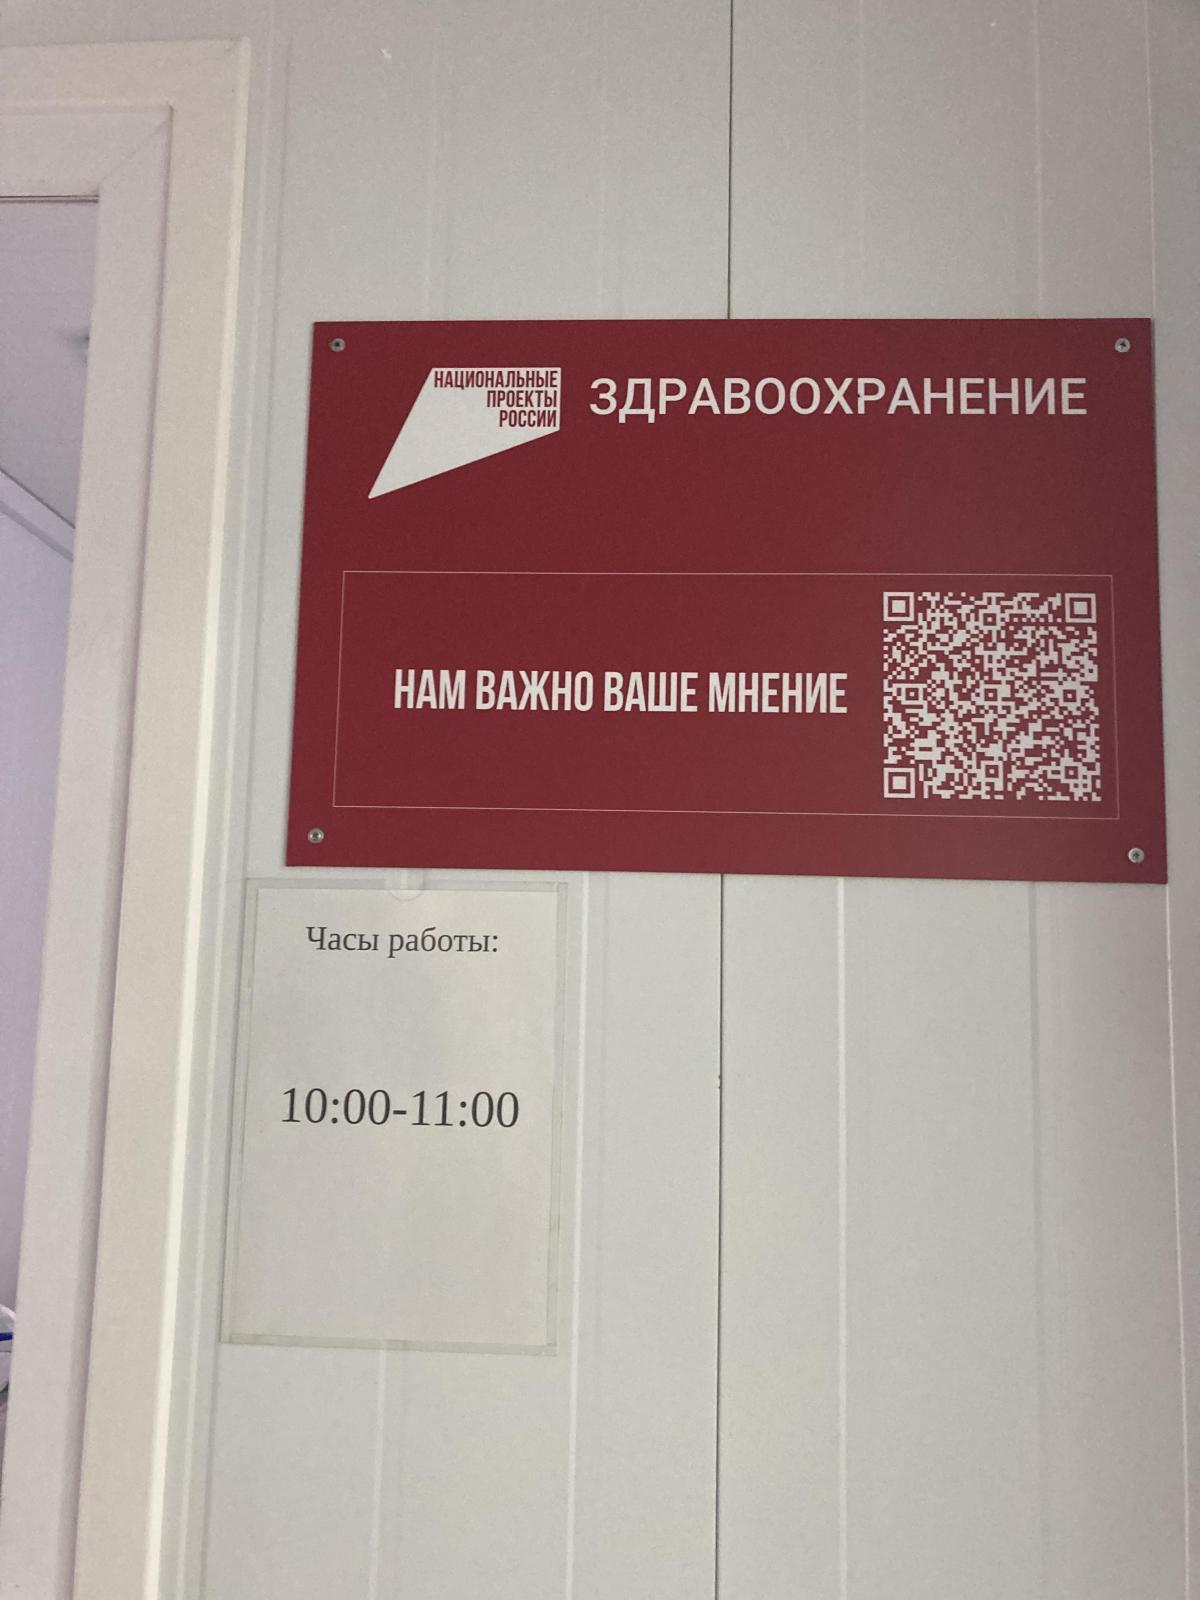 НАЦИОНАЛЬНЫЕ
ПРОЕКТЫ
РОССИИ
ЗДРАВООХРАНЕНИЕ
НАМ ВАЖНО ВАШЕ МНЕНИЕ
Часы работы:
10:00-11:00